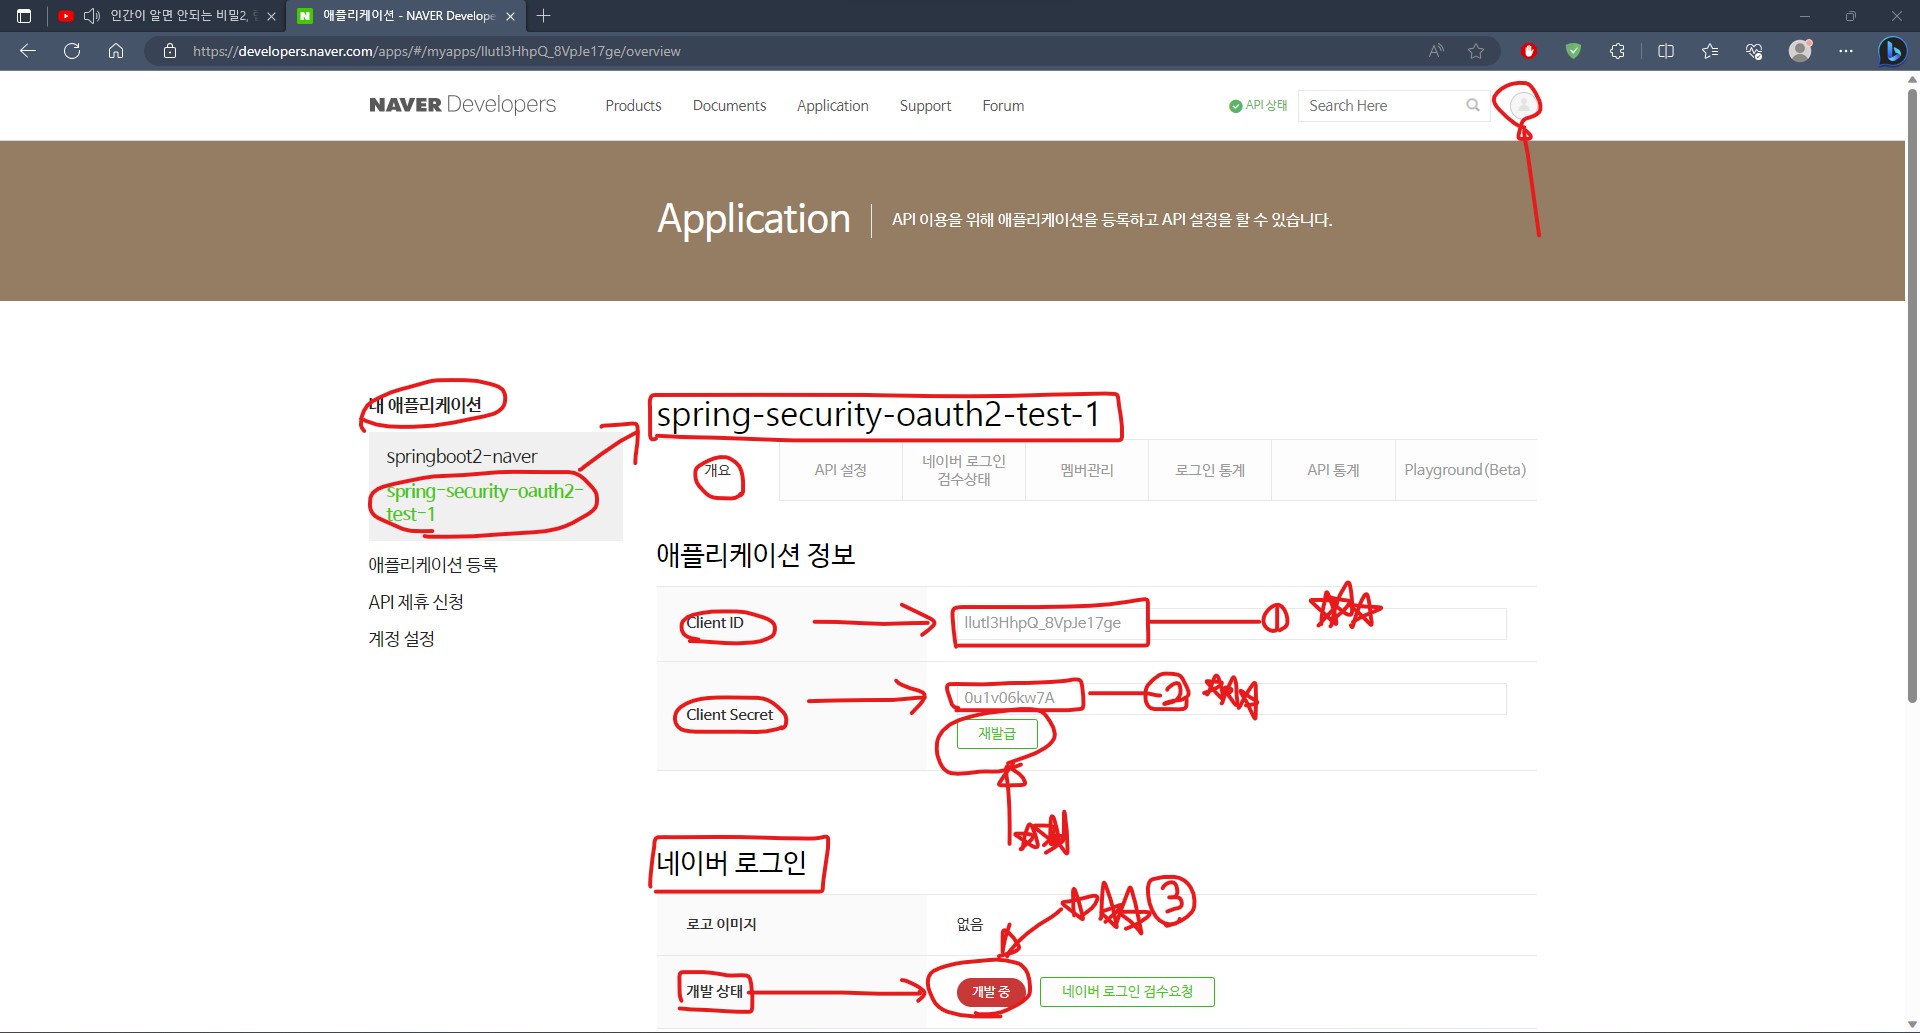 인간이 알면 안되는 비밀2,
애플리케이션 - NAVER Develope
https://developers.naver.com/apps/#/myapps/llutl3HhpQ_8VpJe17ge/overview
NAVER Developers
Products
Documents
Application
Support
Forum
API 상태
Search Here
Application
API 이용을 위해 애플리케이션을 등록하고 API 설정을 할 수 있습니다.
내 애플리케이션
springboot2-naver
spring-security-oauth2-
test-1
애플리케이션 등록
API 제휴 신청
계정 설정
spring-security-oauth2-test-1
개요
API 설정
네이버 로그인
검수상태
멤버관리
로그인 통계
API 통계
Playground(Beta)
애플리케이션 정보
Client ID
llutl3HhpQ_8VpJe17ge
1
Client Secret
0u1v06kw7A
2
재발급
네이버 로그인
3
로고 이미지
없음
개발 상태
개발 중
네이버 로그인 검수요청